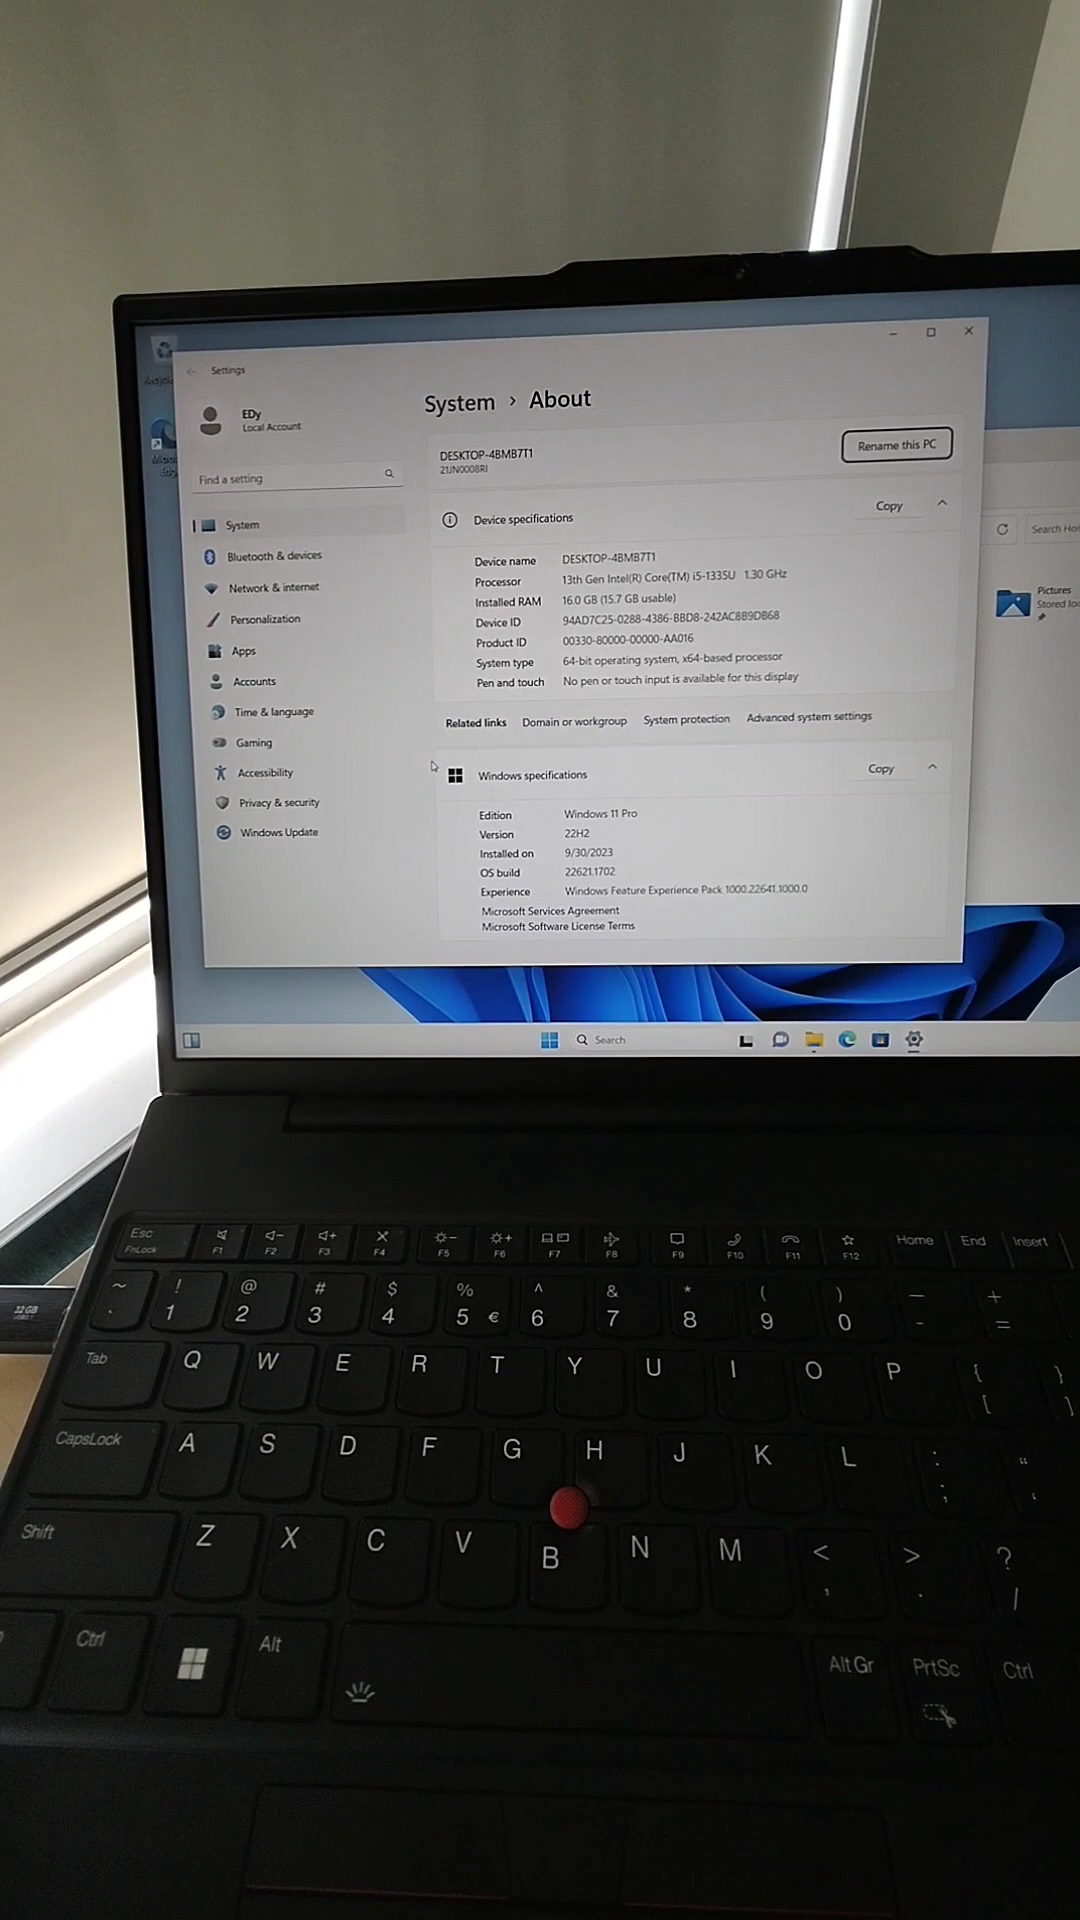 Settings
EDy
Local Account
Find a setting
System
Bluetooth & devices
Network & internet
Personalization
Apps
Accounts
Time & language
Gaming
Accessibility
Privacy & security
Windows Update
System › About
DESKTOP-4BMB7T1
21JN0008RI
Rename this PC
Device specifications
Copy
Device name DESKTOP-4BMB7T1
Processor 13th Gen Intel(R) Core(TM) i5-1335U 1.30 GHz
Installed RAM 16.0 GB (15.7 GB usable)
Device ID 94AD7C25-0288-4386-BBD8-242AC8B9DB68
Product ID 00330-80000-00000-AA016
System type 64-bit operating system, x64-based processor
Pen and touch No pen or touch input is available for this display
Related links Domain or workgroup System protection Advanced system settings
Windows specifications
Copy
Edition Windows 11 Pro
Version 22H2
Installed on 9/30/2023
OS build 22621.1702
Experience Windows Feature Experience Pack 1000.22641.1000.0
Microsoft Services Agreement
Microsoft Software License Terms
Search Ho
Pictures
Stored lo
Search
Esc Home End Insert
FnLock F1 F2 F3 F4 F5 F6 F7 F8 F9 F10 F11 F12
32 GB
~ ! @ # $ % ^ & * ( ) _ +
` 1 2 3 4 5 € 6 7 8 9 0 - =
Tab Q W E R T Y U I O P { }
[ ]
CapsLock A S D F G H J K L : "
; '
Shift Z X C V B N M < > ?
, . /
Ctrl Alt Alt Gr PrtSc Ctrl